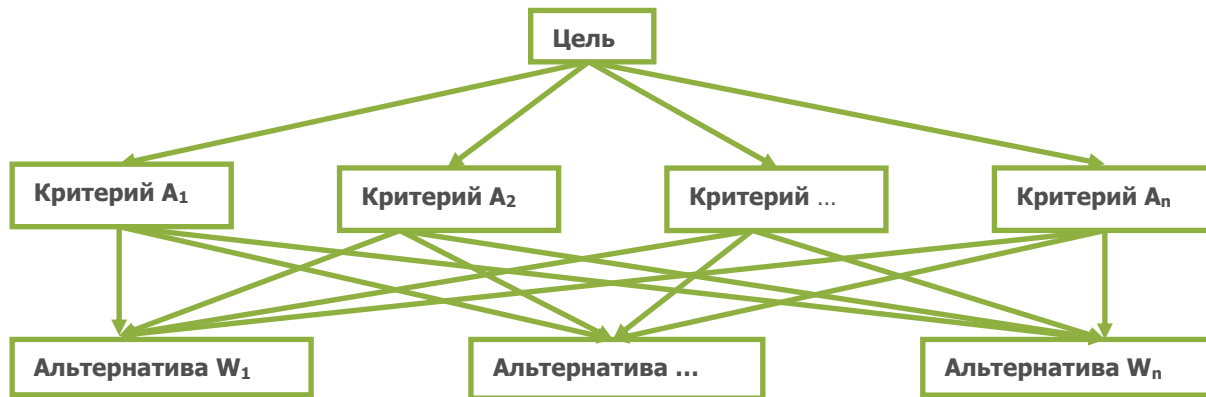 Цель
Критерий A₁
Критерий A₂
Критерий ...
Критерий Aₙ
Альтернатива W₁
Альтернатива ...
Альтернатива Wₙ